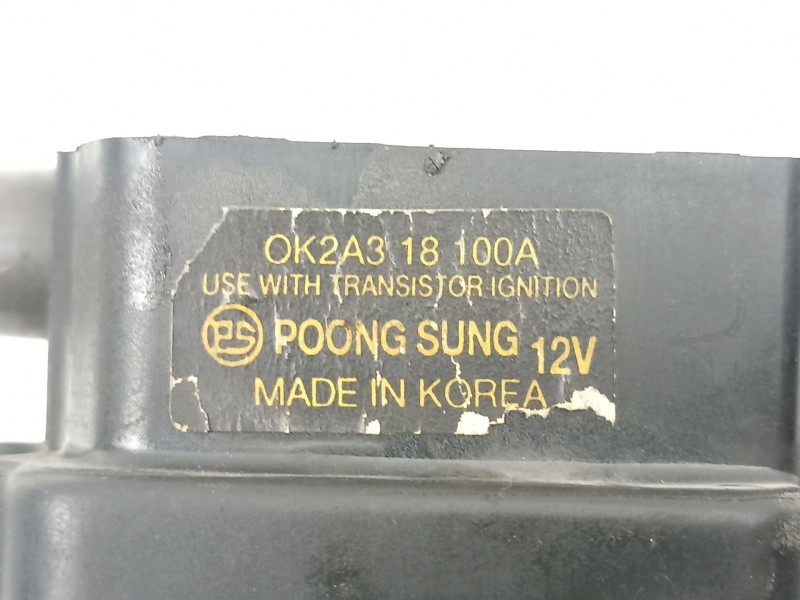 OK2A3 18 100A
USE WITH TRANSISTOR IGNITION
PS POONG SUNG 12V
MADE IN KOREA